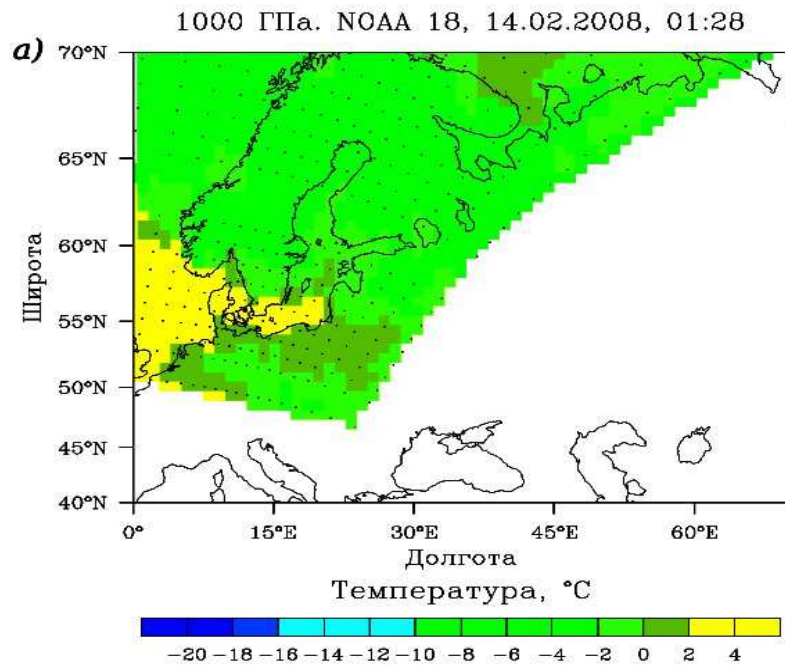 1000 ГПа. NOAA 18, 14.02.2008, 01:28
а)
70°N
65°N
60°N
55°N
50°N
45°N
40°N
Широта
0° 15°E 30°E 45°E 60°E
Долгота
Температура, °C
-20 -18 -16 -14 -12 -10 -8 -6 -4 -2 0 2 4